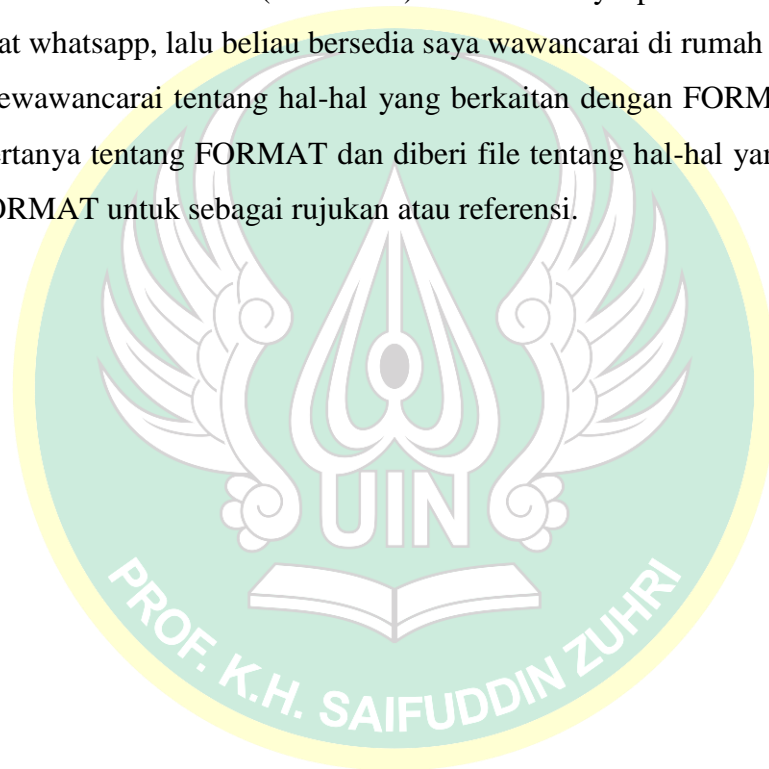 at whatsapp, lalu beliau bersedia saya wawancarai di rumah
ewawancarai tentang hal-hal yang berkaitan dengan FORM
ertanya tentang FORMAT dan diberi file tentang hal-hal yan
ORMAT untuk sebagai rujukan atau referensi.
UIN
PROF. K.H. SAIFUDDIN ZUHRI